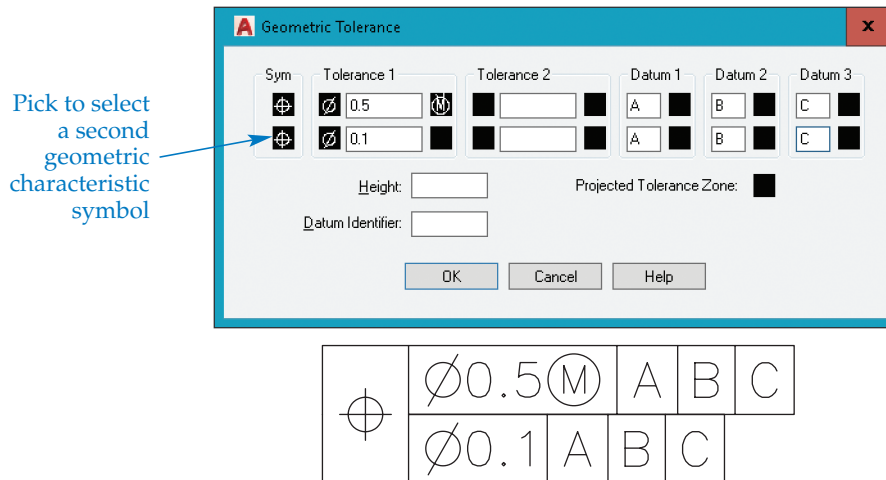 A Geometric Tolerance x
Sym Tolerance 1 Tolerance 2 Datum 1 Datum 2 Datum 3
⌖ Ø 0.5 Ⓜ A B C
⌖ Ø 0.1 A B C
Height: Projected Tolerance Zone:
Datum Identifier:
OK Cancel Help
Pick to select
a second
geometric
characteristic
symbol
⌖ Ø0.5Ⓜ A B C
Ø0.1 A B C